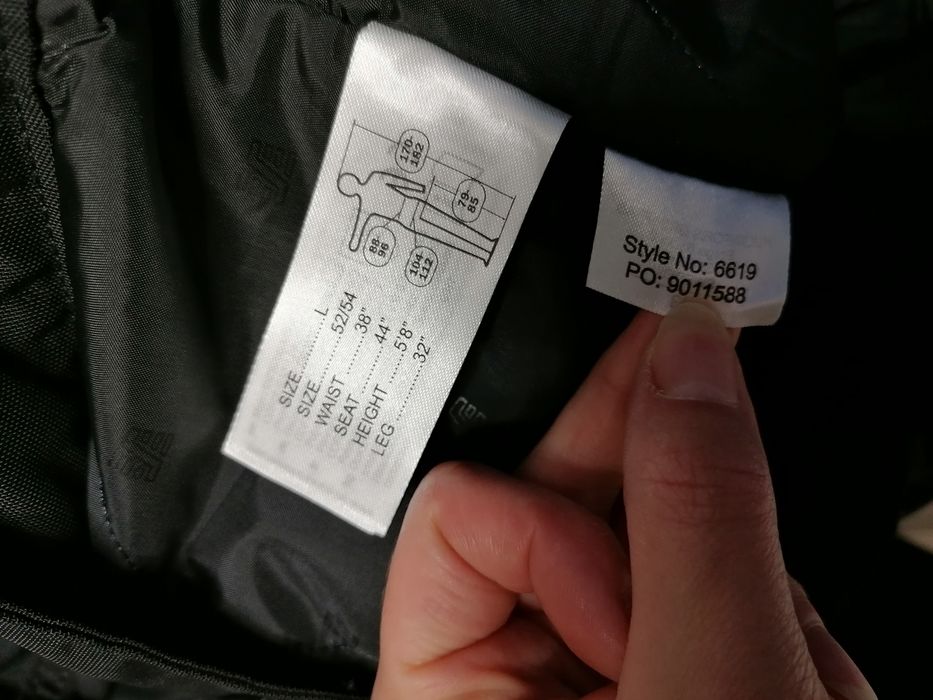 170-
182
79-
85
88-
96
104-
112
SIZE..............L
SIZE...........52/54
WAIST ..........38"
SEAT ............44"
HEIGHT ........5'8"
LEG ..............32"
Style No: 6619
PO: 9011588